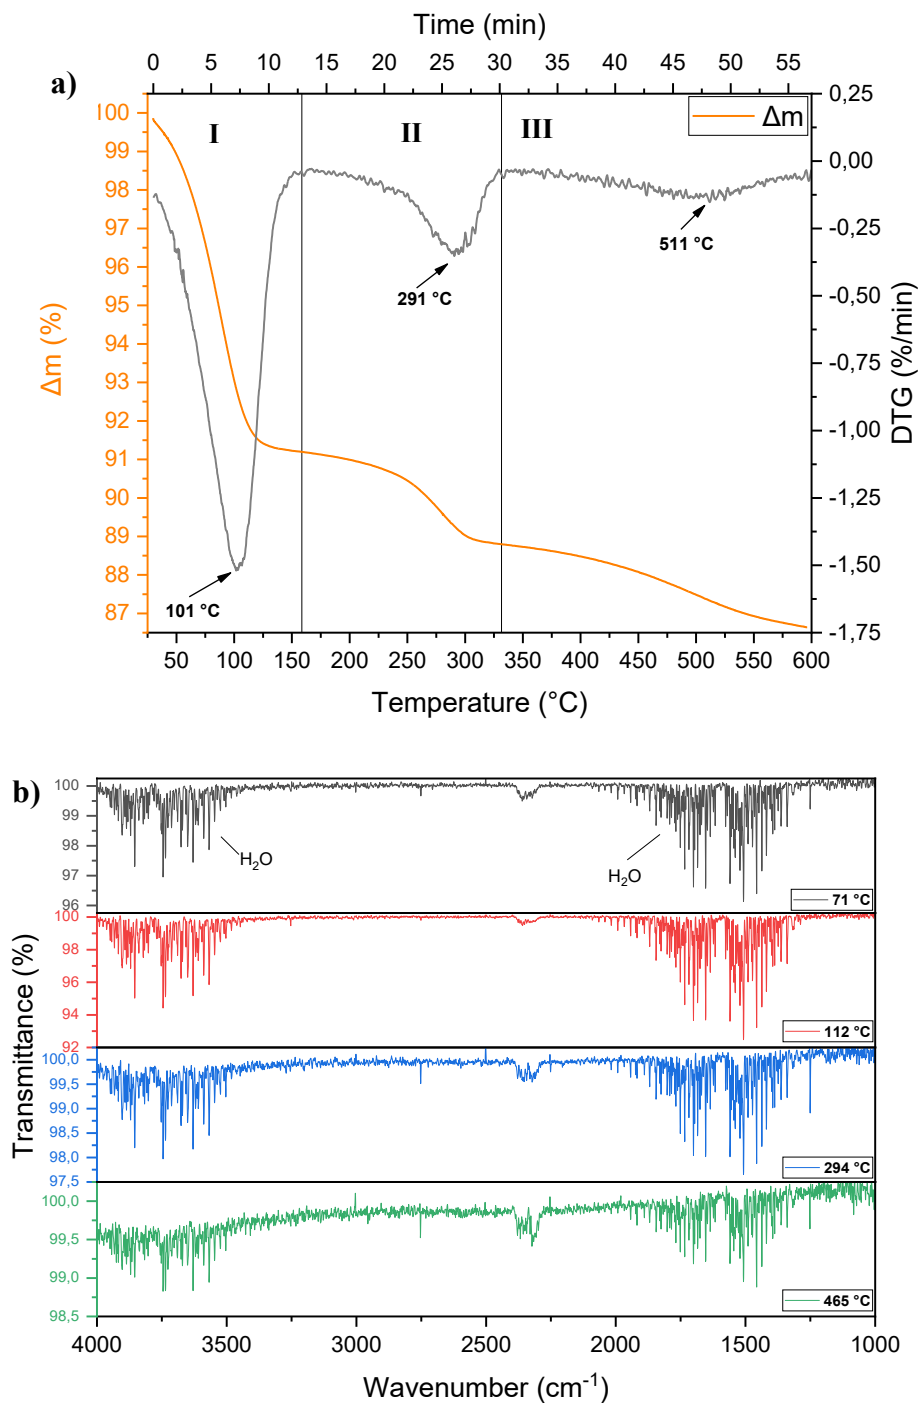 Time (min)
0 5 10 15 20 25 30 35 40 45 50 55
a)
100
99
98
97
96
95
94
93
92
91
90
89
88
87
Δm (%)
I
II
III
Δm
0,25
0,00
-0,25
-0,50
-0,75
-1,00
-1,25
-1,50
-1,75
DTG (%/min)
511 °C
291 °C
101 °C
50 100 150 200 250 300 350 400 450 500 550 600
Temperature (°C)
b)
Transmittance (%)
100
99
98
97
96
H₂O
H₂O
71 °C
100
98
96
94
92
112 °C
100,0
99,5
99,0
98,5
98,0
97,5
294 °C
100,0
99,5
99,0
98,5
465 °C
4000 3500 3000 2500 2000 1500 1000
Wavenumber (cm⁻¹)